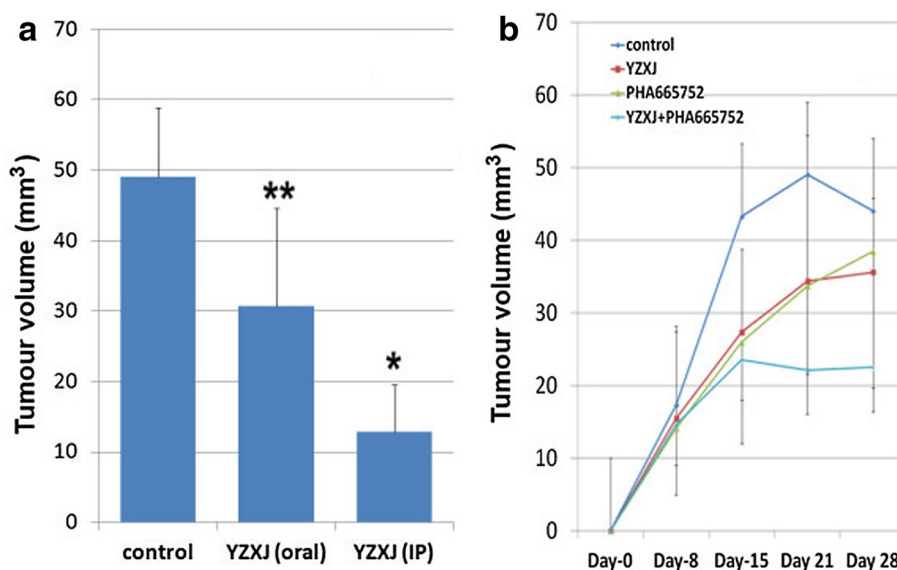 a
Tumour volume (mm³)
70
60
50
40
30
20
10
0
**
*
control
YZXJ (oral)
YZXJ (IP)
b
Tumour volume (mm³)
70
60
50
40
30
20
10
0
control
YZXJ
PHA665752
YZXJ+PHA665752
Day-0
Day-8
Day-15
Day 21
Day 28